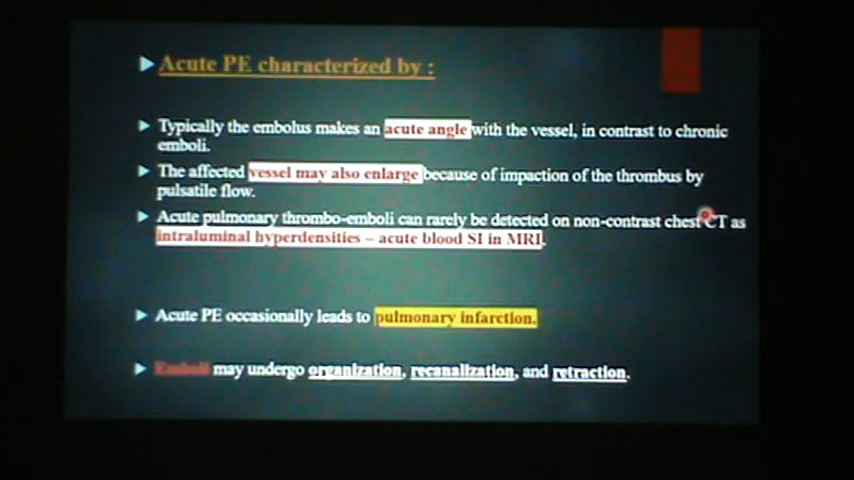 Acute PE characterized by :
Typically the embolus makes an acute angle with the vessel, in contrast to chronic
emboli.
The affected vessel may also enlarge because of impaction of the thrombus by
pulsatile flow.
Acute pulmonary thrombo-emboli can rarely be detected on non-contrast chest CT as
intraluminal hyperdensities – acute blood SI in MRI.
Acute PE occasionally leads to pulmonary infarction.
Emboli may undergo organization, recanalization, and retraction.